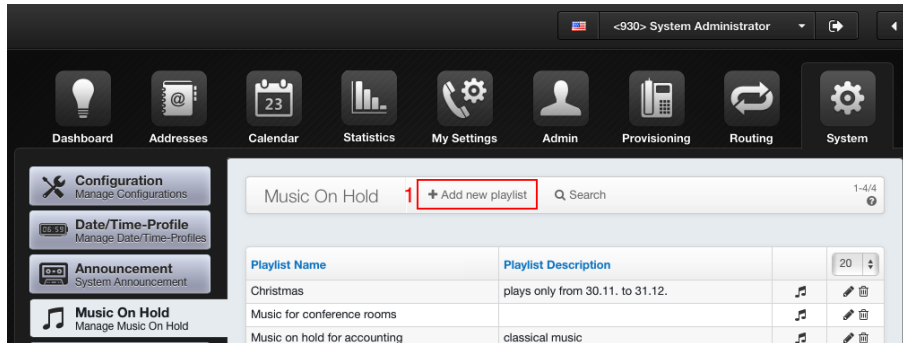 <930> System Administrator
@
23
Dashboard Addresses Calendar Statistics My Settings Admin Provisioning Routing System
Configuration
Manage Configurations
Music On Hold 1 + Add new playlist Search 1-4/4
06:59 Date/Time-Profile
Manage Date/Time-Profiles
Announcement
System Announcement
Playlist Name Playlist Description 20
Christmas plays only from 30.11. to 31.12.
Music On Hold
Manage Music On Hold
Music for conference rooms
Music on hold for accounting classical music